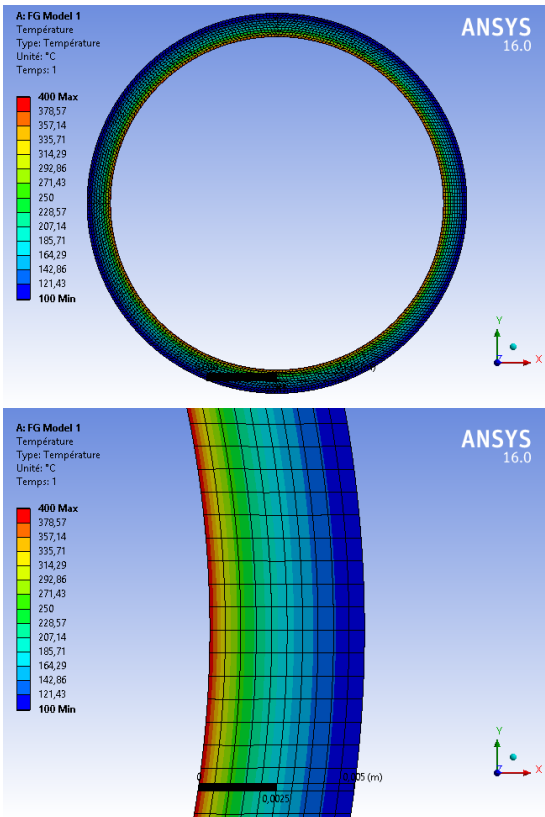 A: FG Model 1
Température
Type: Température
Unité: °C
Temps: 1
ANSYS
16.0
400 Max
378,57
357,14
335,71
314,29
292,86
271,43
250
228,57
207,14
185,71
164,29
142,86
121,43
100 Min
(m)
Y
X
A: FG Model 1
Température
Type: Température
Unité: °C
Temps: 1
ANSYS
16.0
400 Max
378,57
357,14
335,71
314,29
292,86
271,43
250
228,57
207,14
185,71
164,29
142,86
121,43
100 Min
0,005 (m)
0,0025
Y
Z
X